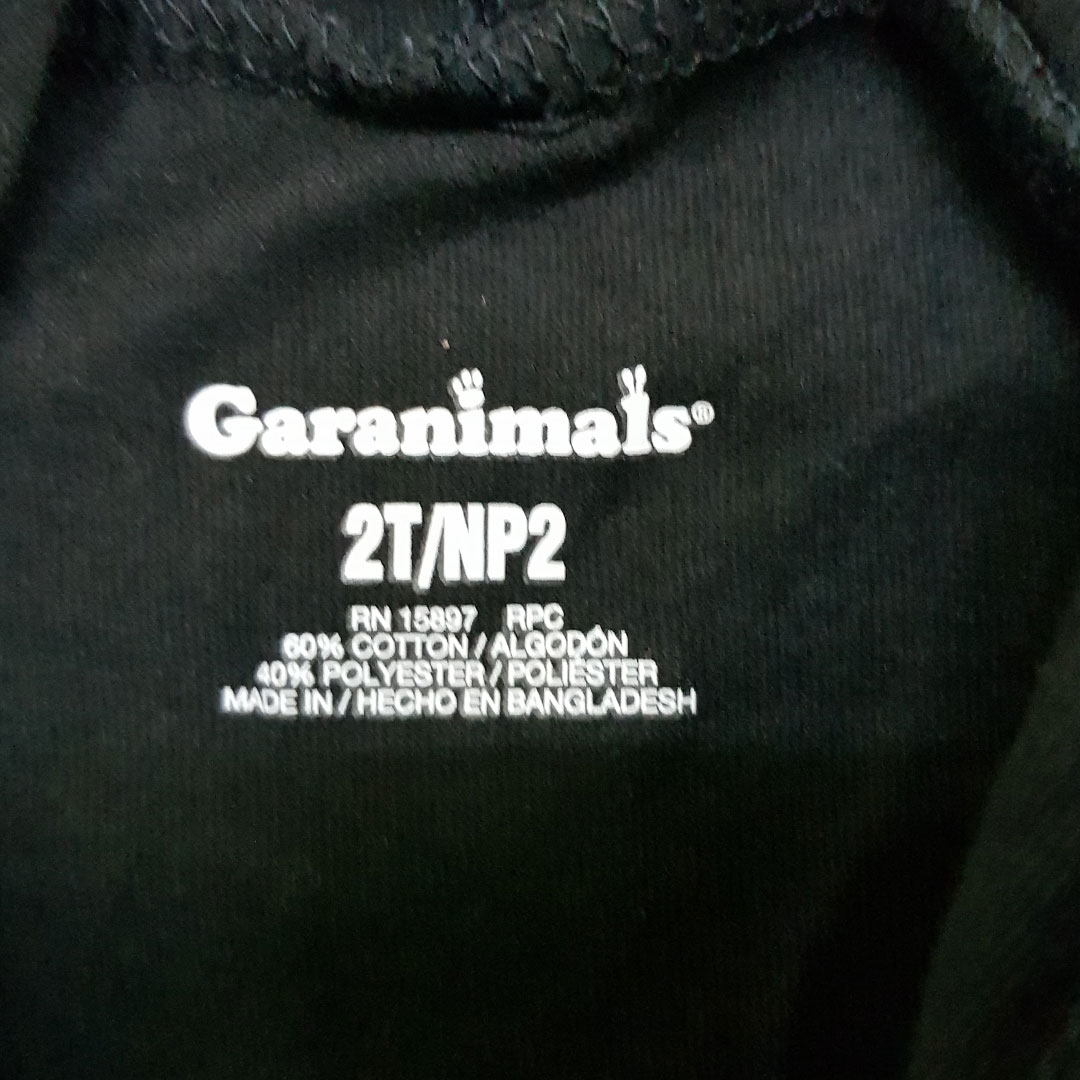 Garanimals®
2T/NP2
RN 15897 RPC
60% COTTON / ALGODÓN
40% POLYESTER / POLIÉSTER
MADE IN / HECHO EN BANGLADESH